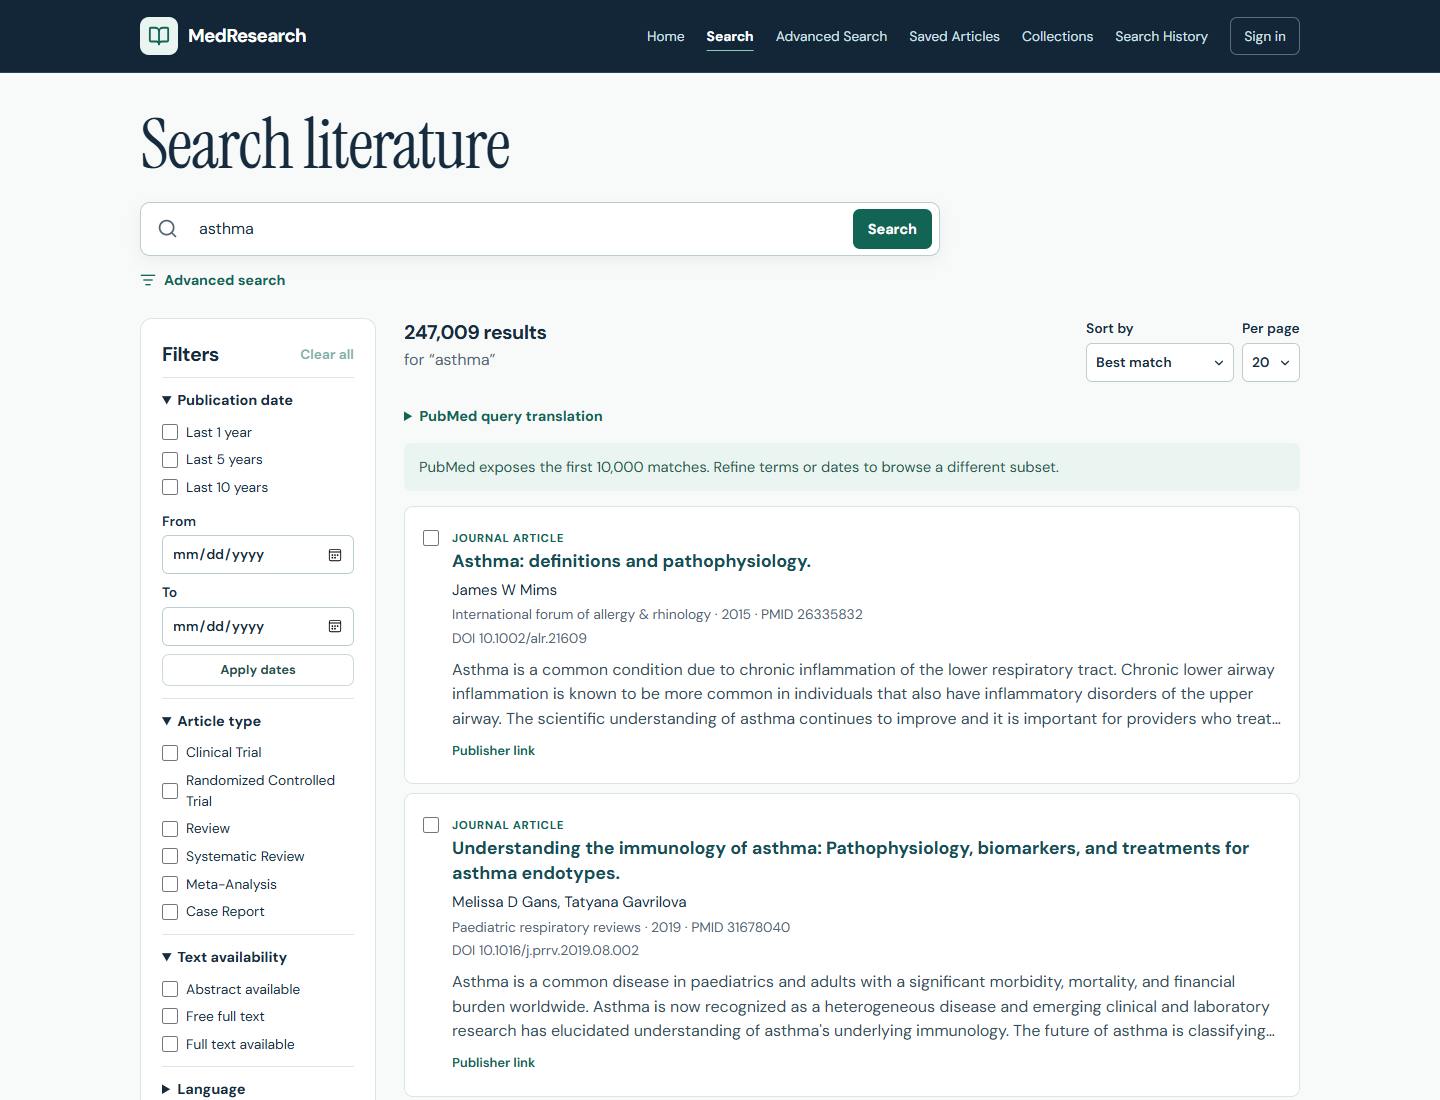 MedResearch
Home
Search
Advanced Search
Saved Articles
Collections
Search History
Sign in
Search literature
asthma
Search
Advanced search
Filters
Clear all
Publication date
Last 1 year
Last 5 years
Last 10 years
From
mm/dd/yyyy
To
mm/dd/yyyy
Apply dates
Article type
Clinical Trial
Randomized Controlled
Trial
Review
Systematic Review
Meta-Analysis
Case Report
Text availability
Abstract available
Free full text
Full text available
Language
247,009 results
for “asthma”
Sort by
Best match
Per page
20
PubMed query translation
PubMed exposes the first 10,000 matches. Refine terms or dates to browse a different subset.
JOURNAL ARTICLE
Asthma: definitions and pathophysiology.
James W Mims
International forum of allergy & rhinology · 2015 · PMID 26335832
DOI 10.1002/alr.21609
Asthma is a common condition due to chronic inflammation of the lower respiratory tract. Chronic lower airway
inflammation is known to be more common in individuals that also have inflammatory disorders of the upper
airway. The scientific understanding of asthma continues to improve and it is important for providers who treat…
Publisher link
JOURNAL ARTICLE
Understanding the immunology of asthma: Pathophysiology, biomarkers, and treatments for
asthma endotypes.
Melissa D Gans, Tatyana Gavrilova
Paediatric respiratory reviews · 2019 · PMID 31678040
DOI 10.1016/j.prrv.2019.08.002
Asthma is a common disease in paediatrics and adults with a significant morbidity, mortality, and financial
burden worldwide. Asthma is now recognized as a heterogeneous disease and emerging clinical and laboratory
research has elucidated understanding of asthma's underlying immunology. The future of asthma is classifying…
Publisher link